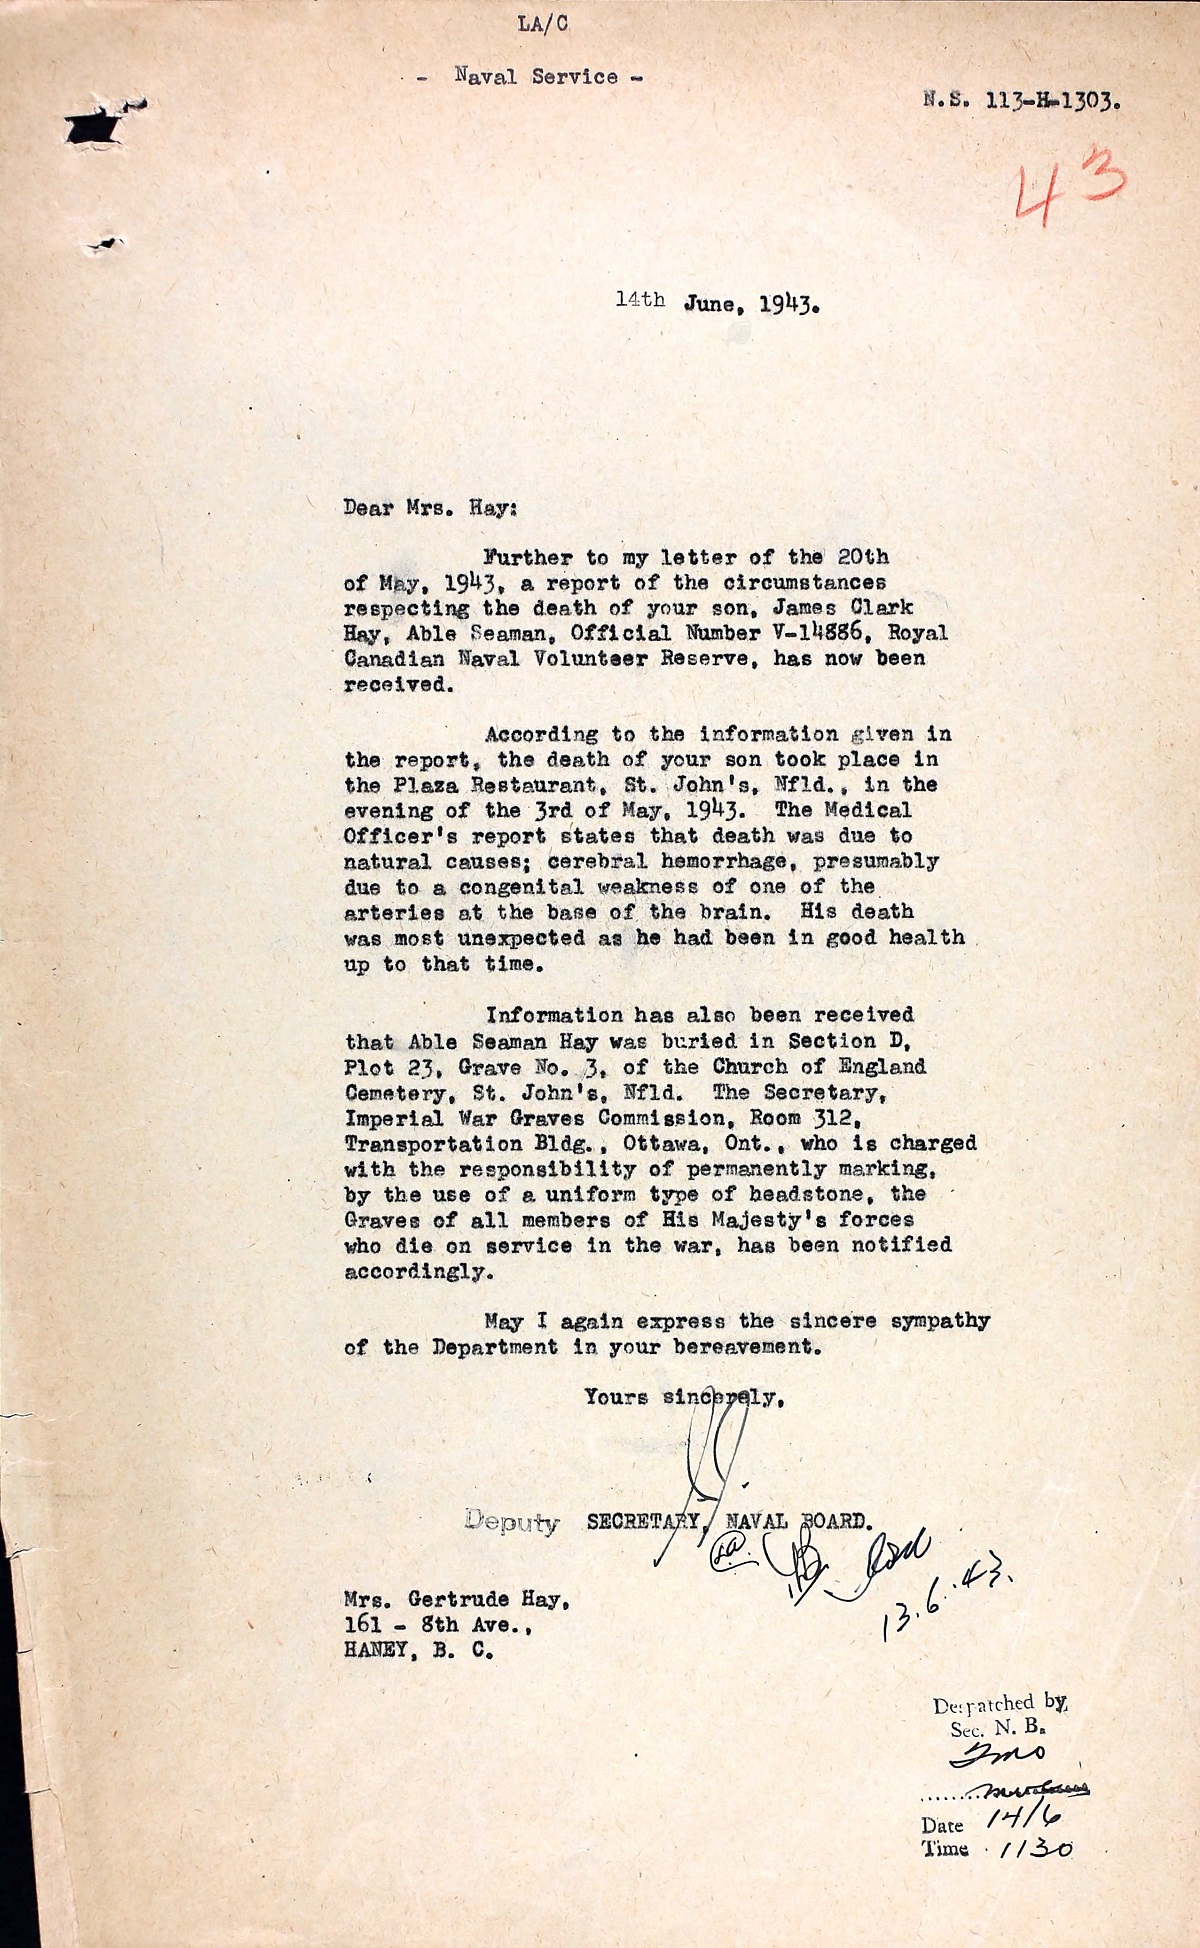 LA/C
- Naval Service -
N.S. 113-H-1303.
43
14th June, 1943.
Dear Mrs. Hay:
Further to my letter of the 20th
of May, 1943, a report of the circumstances
respecting the death of your son, James Clark
Hay, Able Seaman, Official Number V-14886, Royal
Canadian Naval Volunteer Reserve, has now been
received.
According to the information given in
the report, the death of your son took place in
the Plaza Restaurant, St. John's, Nfld., in the
evening of the 3rd of May, 1943. The Medical
Officer's report states that death was due to
natural causes; cerebral hemorrhage, presumably
due to a congenital weakness of one of the
arteries at the base of the brain. His death
was most unexpected as he had been in good health
up to that time.
Information has also been received
that Able Seaman Hay was buried in Section D,
Plot 23, Grave No. 3, of the Church of England
Cemetery, St. John's, Nfld. The Secretary,
Imperial War Graves Commission, Room 312,
Transportation Bldg., Ottawa, Ont., who is charged
with the responsibility of permanently marking,
by the use of a uniform type of headstone, the
Graves of all members of His Majesty's forces
who die on service in the war, has been notified
accordingly.
May I again express the sincere sympathy
of the Department in your bereavement.
Yours sincerely,
Deputy SECRETARY, NAVAL BOARD.
13.6.43.
Mrs. Gertrude Hay,
161 - 8th Ave.,
HANEY, B. C.
Despatched by
Sec. N. B.
Date 14/6
Time 1130